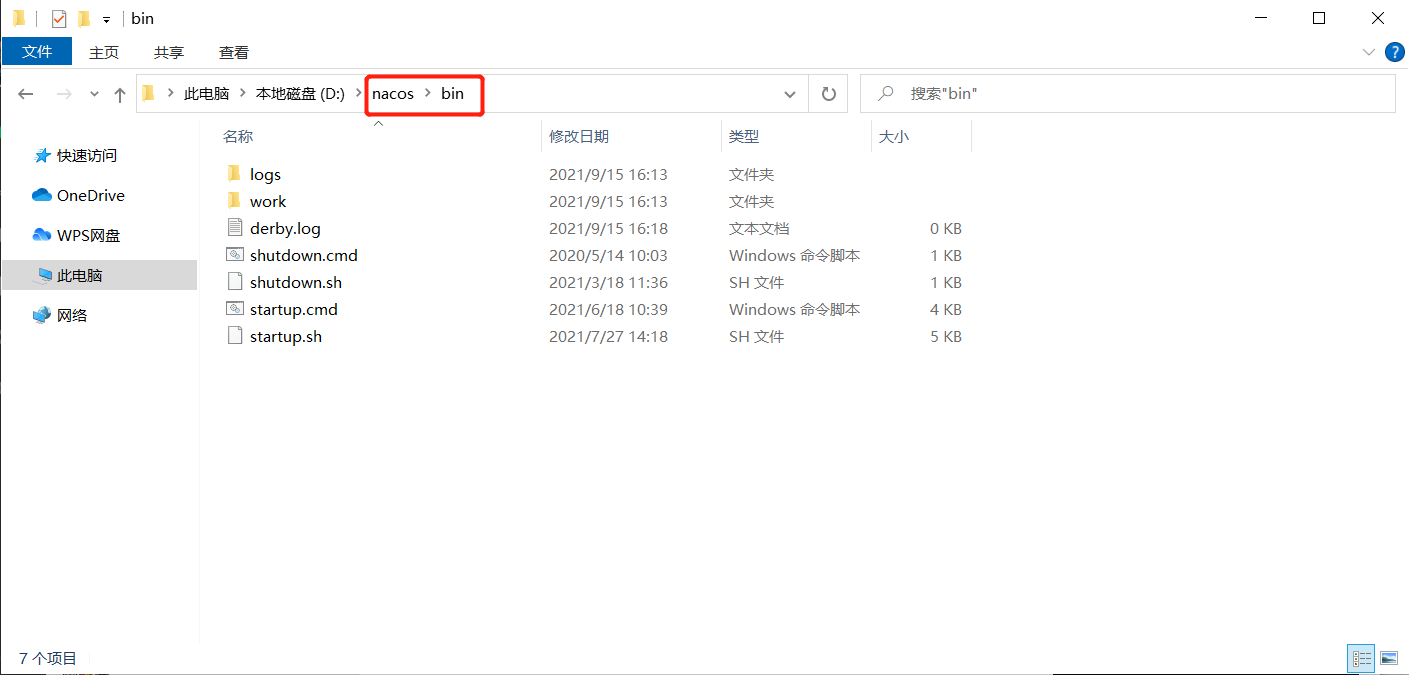 bin
文件 主页 共享 查看
此电脑 本地磁盘 (D:) nacos bin 搜索"bin"
名称 修改日期 类型 大小
快速访问
OneDrive
WPS网盘
此电脑
网络
logs 2021/9/15 16:13 文件夹
work 2021/9/15 16:13 文件夹
derby.log 2021/9/15 16:18 文本文档 0 KB
shutdown.cmd 2020/5/14 10:03 Windows 命令脚本 1 KB
shutdown.sh 2021/3/18 11:36 SH 文件 1 KB
startup.cmd 2021/6/18 10:39 Windows 命令脚本 4 KB
startup.sh 2021/7/27 14:18 SH 文件 5 KB
7 个项目